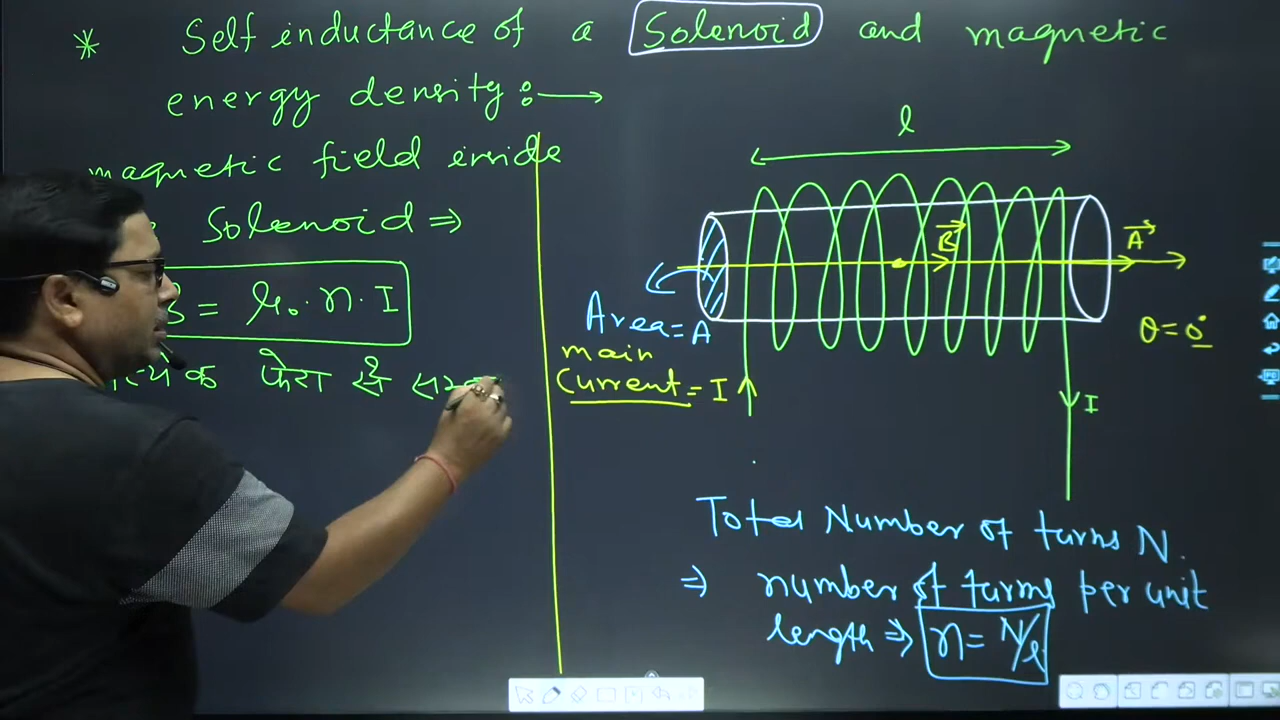 * Self inductance of a Solenoid and magnetic
energy density :⟶
magnetic field inside
Solenoid ⇒
B = μ₀·n·I
फेरा से
l
B⃗
A⃗
θ = 0°
Area = A
main
Current = I
I
Total Number of turns N.
⇒ number of turns per unit
length ⇒ n = N/l